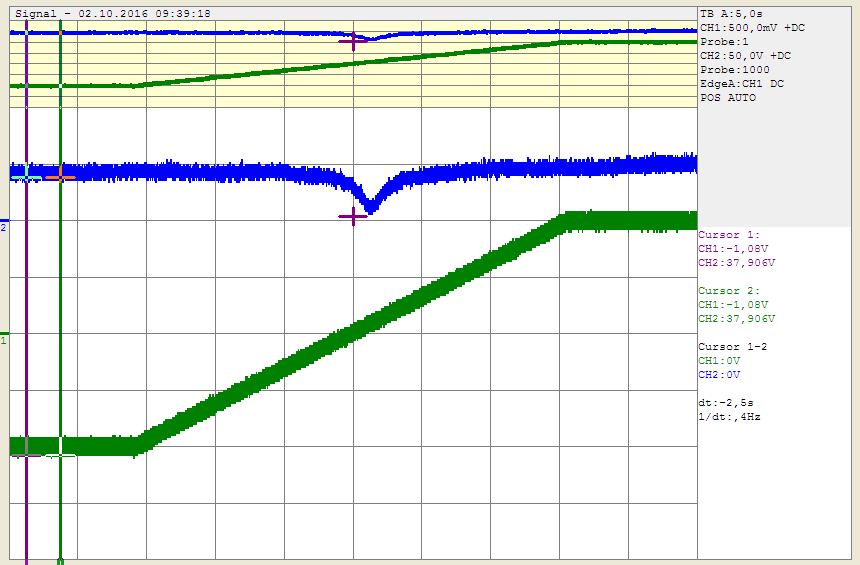 Signal - 02.10.2016 09:39:18
TB A:5,0s
CH1:500,0mV +DC
Probe:1
CH2:50,0V +DC
Probe:1000
EdgeA:CH1 DC
POS AUTO
2
1
Cursor 1:
CH1:-1,08V
CH2:37,906V
Cursor 2:
CH1:-1,08V
CH2:37,906V
Cursor 1-2
CH1:0V
CH2:0V
dt:-2,5s
1/dt:,4Hz